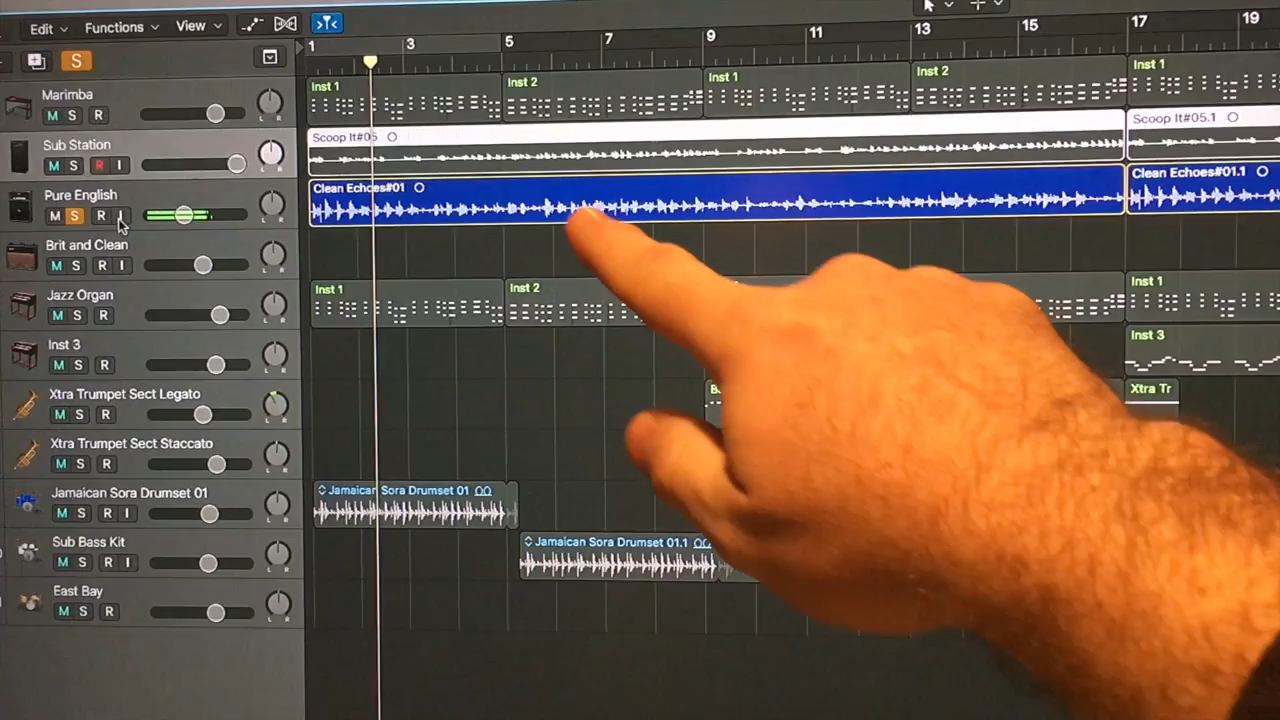 Edit Functions View
S
1 3 5 7 9 11 13 15 17 19
Marimba
M S R
L R
Inst 1 Inst 2 Inst 1 Inst 2 Inst 1
Sub Station
M S R I
L R
Scoop It#05 Scoop It#05.1
Pure English
M S R I
L R
Clean Echoes#01 Clean Echoes#01.1
Brit and Clean
M S R I
L R
Jazz Organ
M S R
L R
Inst 1 Inst 2 Inst 1
Inst 3
M S R
L R
Inst 3
Xtra Trumpet Sect Legato
M S R
L R
Xtra Tr
Xtra Trumpet Sect Staccato
M S R
L R
Jamaican Sora Drumset 01
M S R I
L R
Jamaican Sora Drumset 01
Sub Bass Kit
M S R I
L R
Jamaican Sora Drumset 01.1
East Bay
M S R
L R